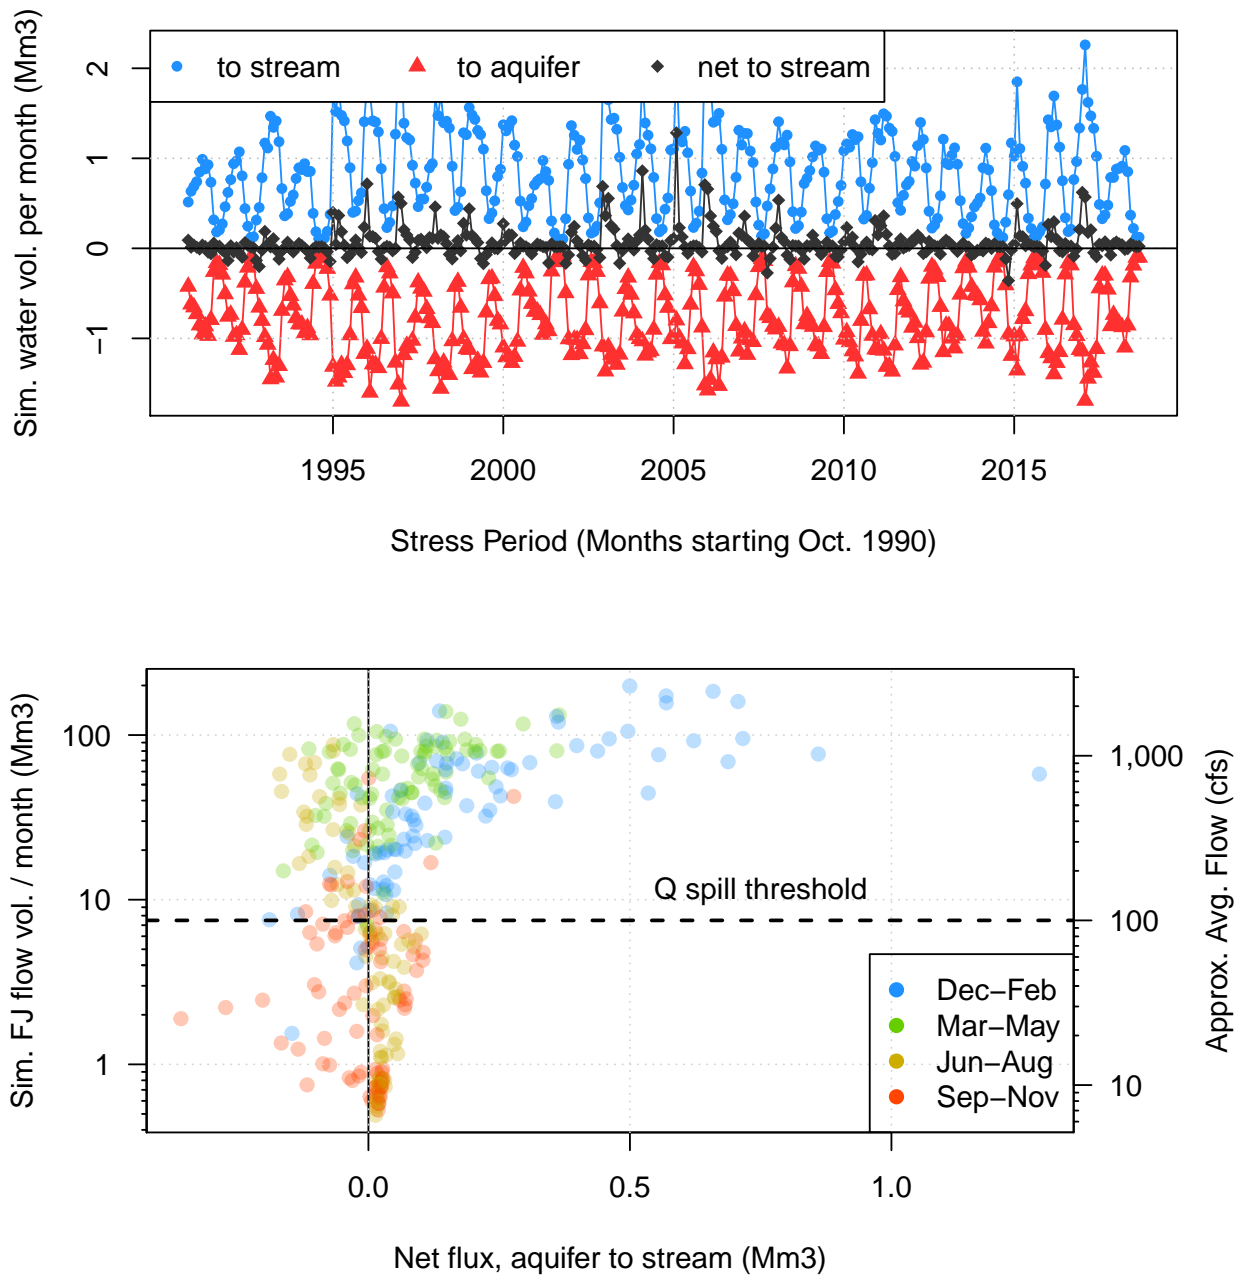 Sim. water vol. per month (Mm3)
2
1
0
−1
to stream
to aquifer
net to stream
1995
2000
2005
2010
2015
Stress Period (Months starting Oct. 1990)
Sim. FJ flow vol. / month (Mm3)
100
10
1
Q spill threshold
1,000
100
10
Approx. Avg. Flow (cfs)
Dec−Feb
Mar−May
Jun−Aug
Sep−Nov
0.0
0.5
1.0
Net flux, aquifer to stream (Mm3)